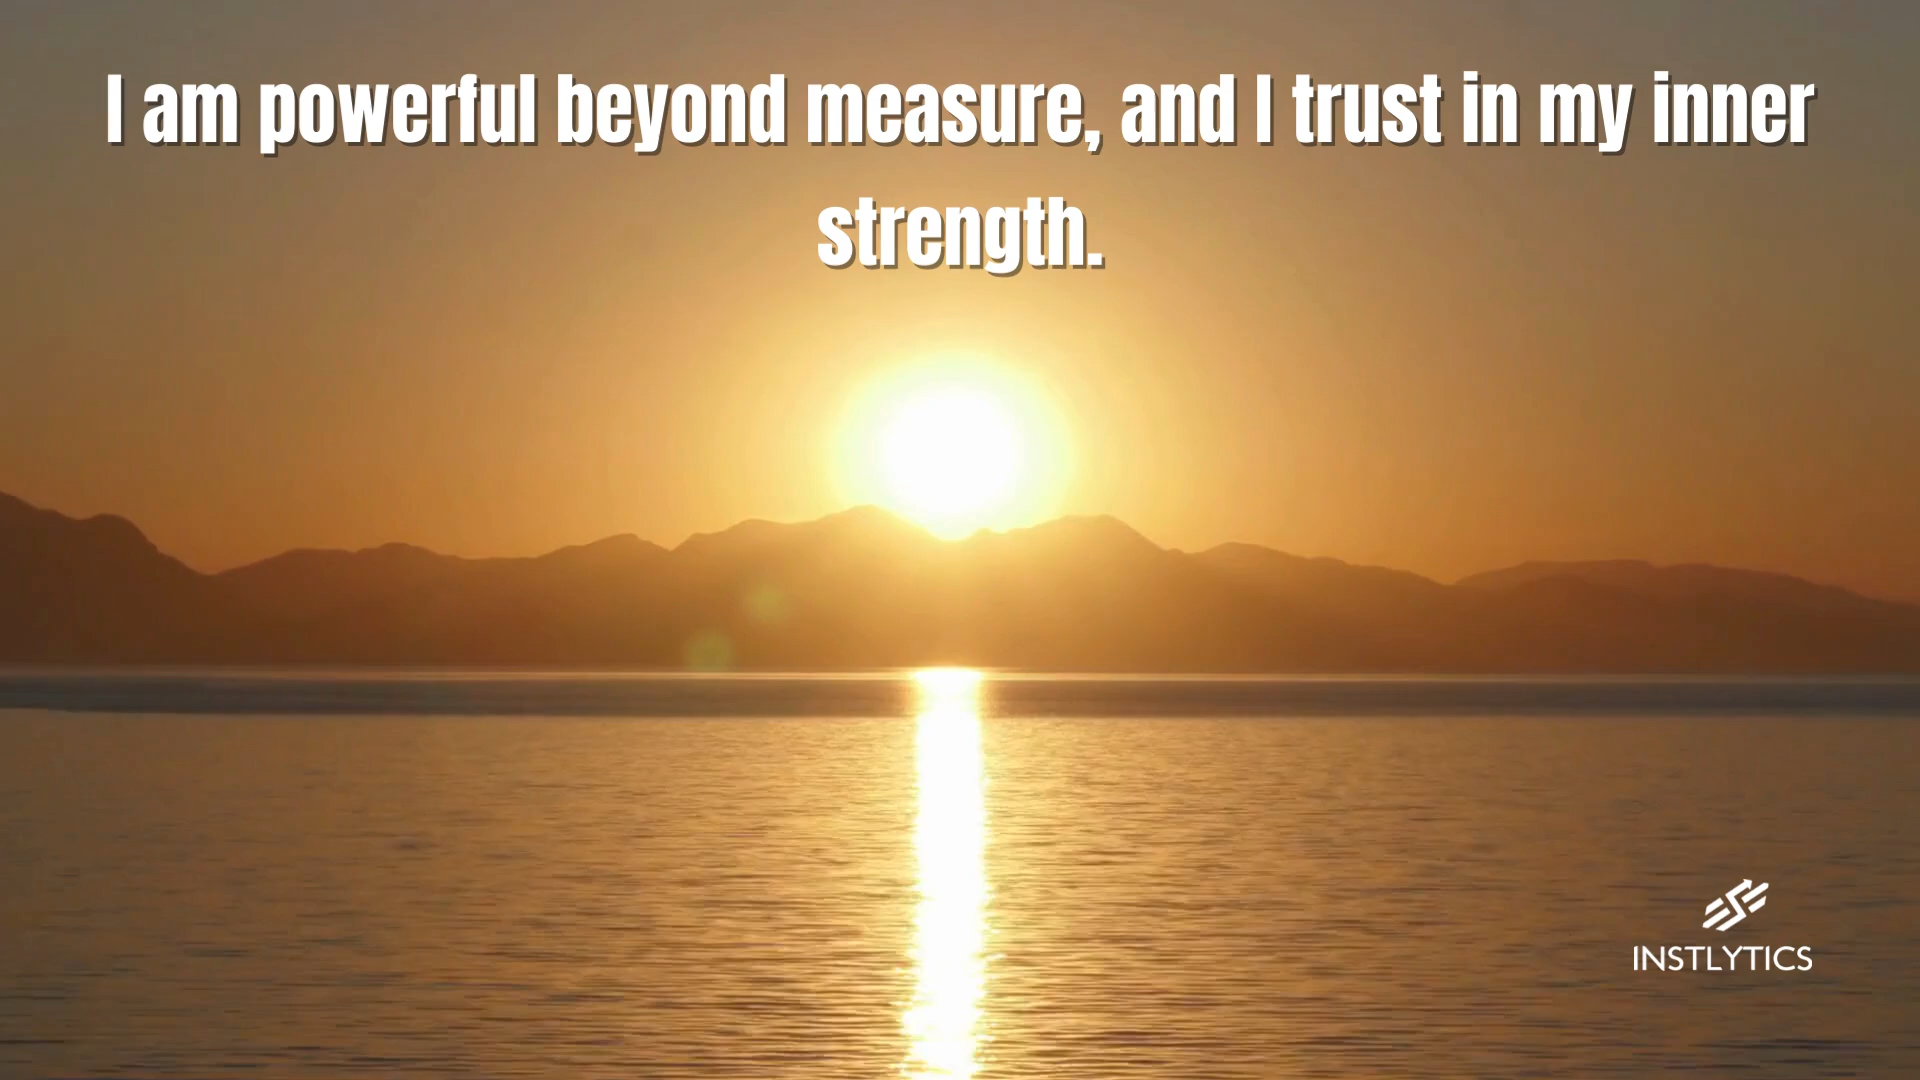 I am powerful beyond measure, and I trust in my inner
strength.
INSTLYTICS